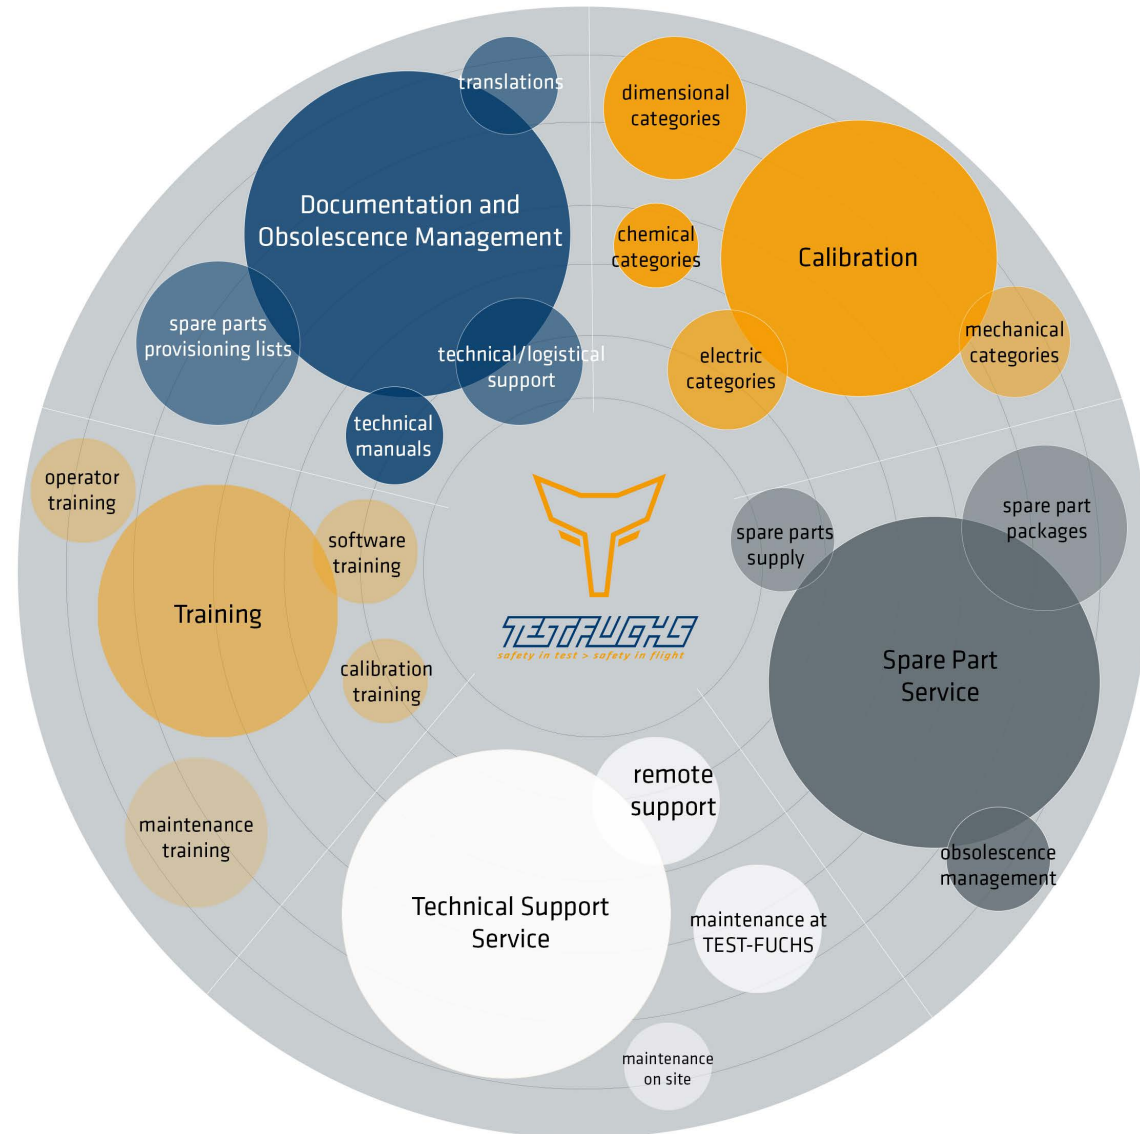 translations
Documentation and
Obsolescence Management
spare parts
provisioning lists
technical/logistical
support
technical
manuals
dimensional
categories
chemical
categories
Calibration
electric
categories
mechanical
categories
operator
training
software
training
Training
calibration
training
maintenance
training
TESTFUCHS
safety in test > safety in flight
spare parts
supply
spare part
packages
Spare Part
Service
obsolescence
management
remote
support
Technical Support
Service
maintenance at
TEST-FUCHS
maintenance
on site